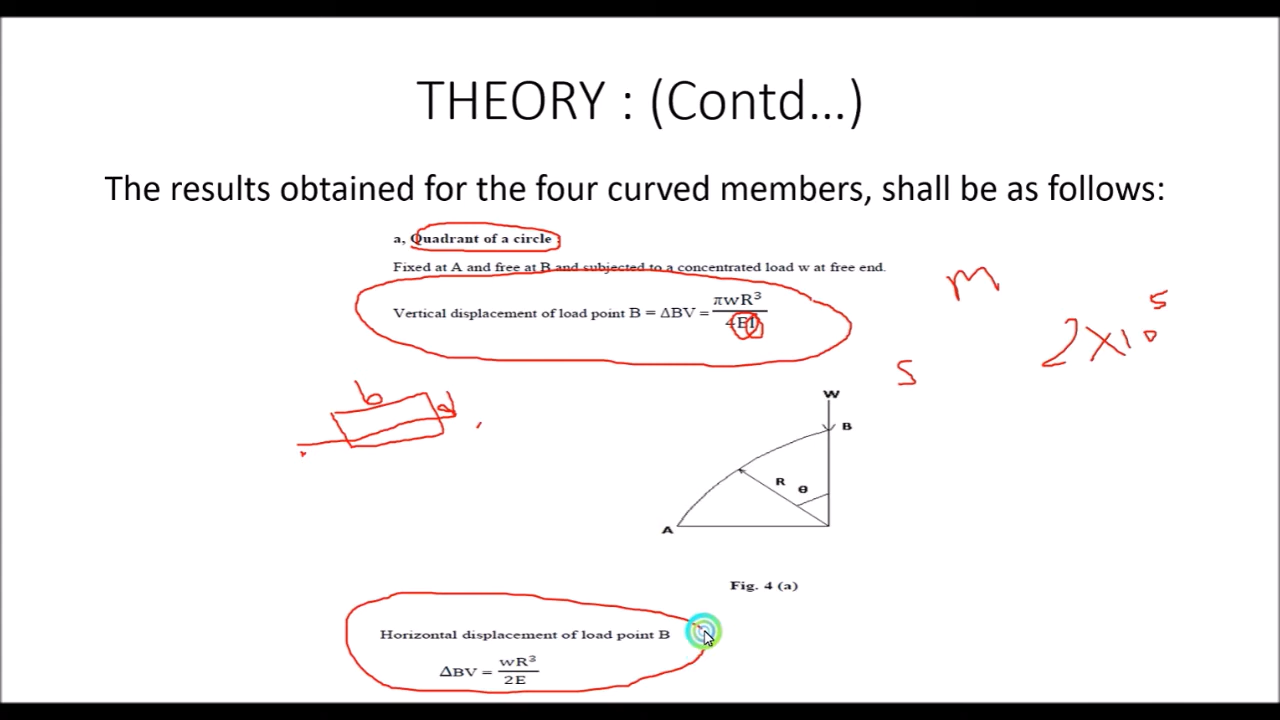 THEORY : (Contd...)
The results obtained for the four curved members, shall be as follows:
a, Quadrant of a circle :
Fixed at A and free at B and subjected to a concentrated load w at free end.
m
5
2×10
Vertical displacement of load point B = ΔBV = πwR³
4EI
5
b
d
W
B
R
θ
A
Fig. 4 (a)
Horizontal displacement of load point B
ΔBV = wR³
2E